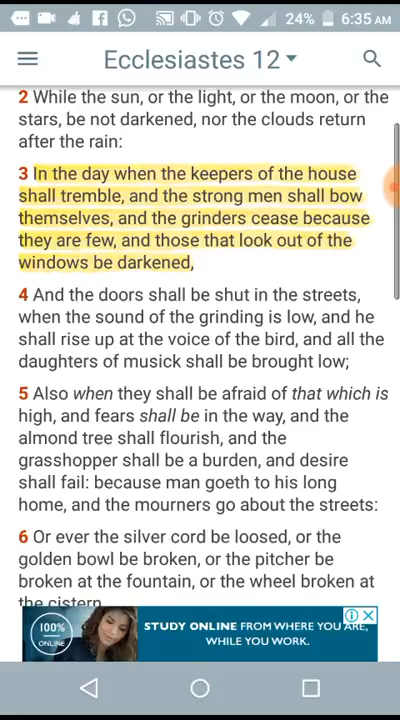 24% 6:35 AM
Ecclesiastes 12
2 While the sun, or the light, or the moon, or the
stars, be not darkened, nor the clouds return
after the rain:
3 In the day when the keepers of the house
shall tremble, and the strong men shall bow
themselves, and the grinders cease because
they are few, and those that look out of the
windows be darkened,
4 And the doors shall be shut in the streets,
when the sound of the grinding is low, and he
shall rise up at the voice of the bird, and all the
daughters of musick shall be brought low;
5 Also when they shall be afraid of that which is
high, and fears shall be in the way, and the
almond tree shall flourish, and the
grasshopper shall be a burden, and desire
shall fail: because man goeth to his long
home, and the mourners go about the streets:
6 Or ever the silver cord be loosed, or the
golden bowl be broken, or the pitcher be
broken at the fountain, or the wheel broken at
the cistern
100%
ONLINE
STUDY ONLINE FROM WHERE YOU ARE,
WHILE YOU WORK.